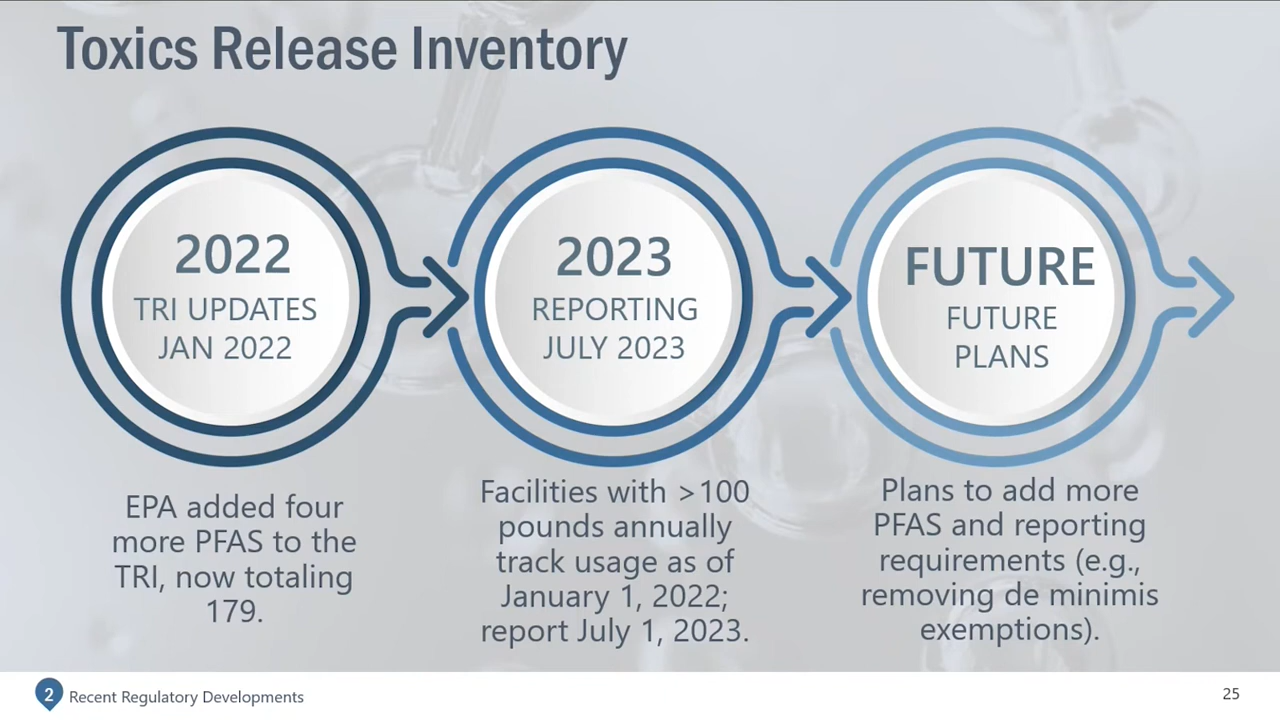 Toxics Release Inventory
2022
TRI UPDATES
JAN 2022
EPA added four
more PFAS to the
TRI, now totaling
179.
2023
REPORTING
JULY 2023
Facilities with >100
pounds annually
track usage as of
January 1, 2022;
report July 1, 2023.
FUTURE
FUTURE
PLANS
Plans to add more
PFAS and reporting
requirements (e.g.,
removing de minimis
exemptions).
2 Recent Regulatory Developments
25